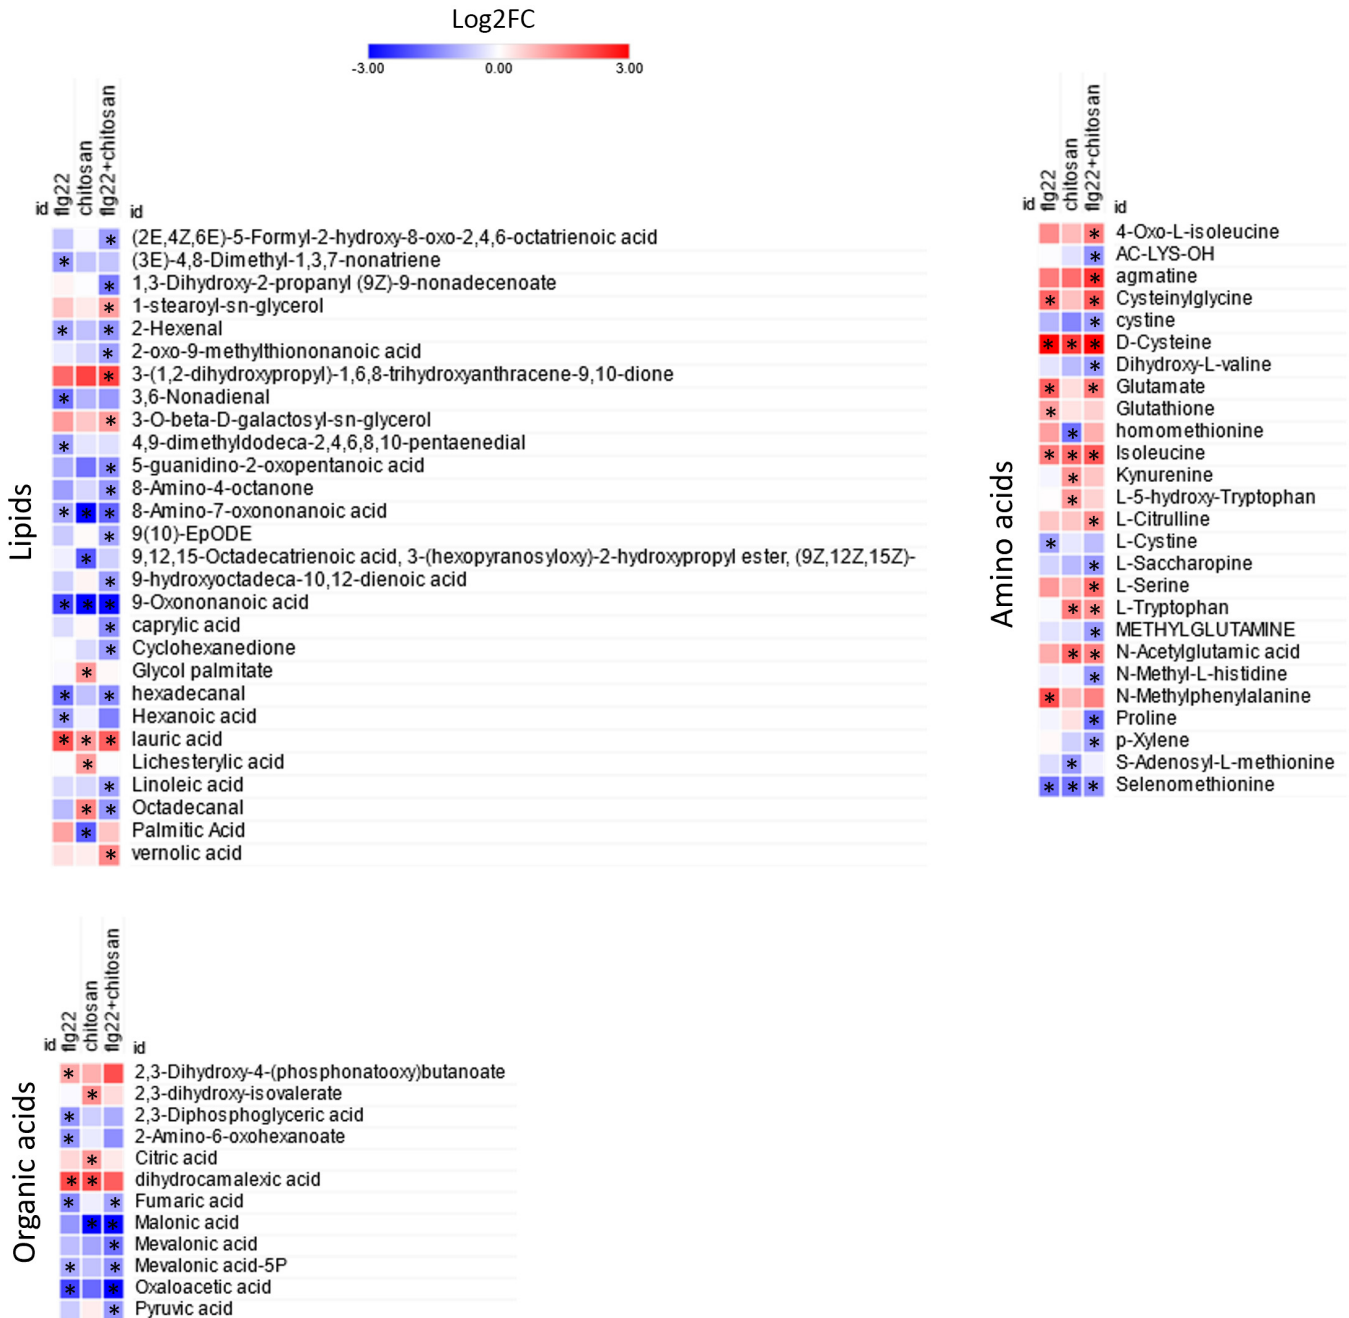 Log2FC
-3.00 0.00 3.00
Lipids
id flg22 chitosan flg22+chitosan id
* (2E,4Z,6E)-5-Formyl-2-hydroxy-8-oxo-2,4,6-octatrienoic acid
* (3E)-4,8-Dimethyl-1,3,7-nonatriene
* 1,3-Dihydroxy-2-propanyl (9Z)-9-nonadecenoate
* 1-stearoyl-sn-glycerol
* * 2-Hexenal
* 2-oxo-9-methylthiononanoic acid
* 3-(1,2-dihydroxypropyl)-1,6,8-trihydroxyanthracene-9,10-dione
* 3,6-Nonadienal
* 3-O-beta-D-galactosyl-sn-glycerol
* 4,9-dimethyldodeca-2,4,6,8,10-pentaenedial
* 5-guanidino-2-oxopentanoic acid
* 8-Amino-4-octanone
* * * 8-Amino-7-oxononanoic acid
* 9(10)-EpODE
* 9,12,15-Octadecatrienoic acid, 3-(hexopyranosyloxy)-2-hydroxypropyl ester, (9Z,12Z,15Z)-
* 9-hydroxyoctadeca-10,12-dienoic acid
* * * 9-Oxononanoic acid
* caprylic acid
* Cyclohexanedione
* Glycol palmitate
* * hexadecanal
* Hexanoic acid
* * * lauric acid
* Lichesterylic acid
* Linoleic acid
* * Octadecanal
* Palmitic Acid
* vernolic acid
Amino acids
id flg22 chitosan flg22+chitosan id
* 4-Oxo-L-isoleucine
* AC-LYS-OH
* agmatine
* * Cysteinylglycine
* cystine
* * * D-Cysteine
* Dihydroxy-L-valine
* * Glutamate
* Glutathione
* homomethionine
* * * Isoleucine
* Kynurenine
* L-5-hydroxy-Tryptophan
* L-Citrulline
* L-Cystine
* L-Saccharopine
* L-Serine
* * L-Tryptophan
* METHYLGLUTAMINE
* * N-Acetylglutamic acid
* N-Methyl-L-histidine
* N-Methylphenylalanine
* Proline
* p-Xylene
* S-Adenosyl-L-methionine
* * * Selenomethionine
Organic acids
id flg22 chitosan flg22+chitosan id
* 2,3-Dihydroxy-4-(phosphonatooxy)butanoate
* 2,3-dihydroxy-isovalerate
* 2,3-Diphosphoglyceric acid
* 2-Amino-6-oxohexanoate
* Citric acid
* * dihydrocamalexic acid
* * Fumaric acid
* * Malonic acid
* Mevalonic acid
* * Mevalonic acid-5P
* * Oxaloacetic acid
* Pyruvic acid